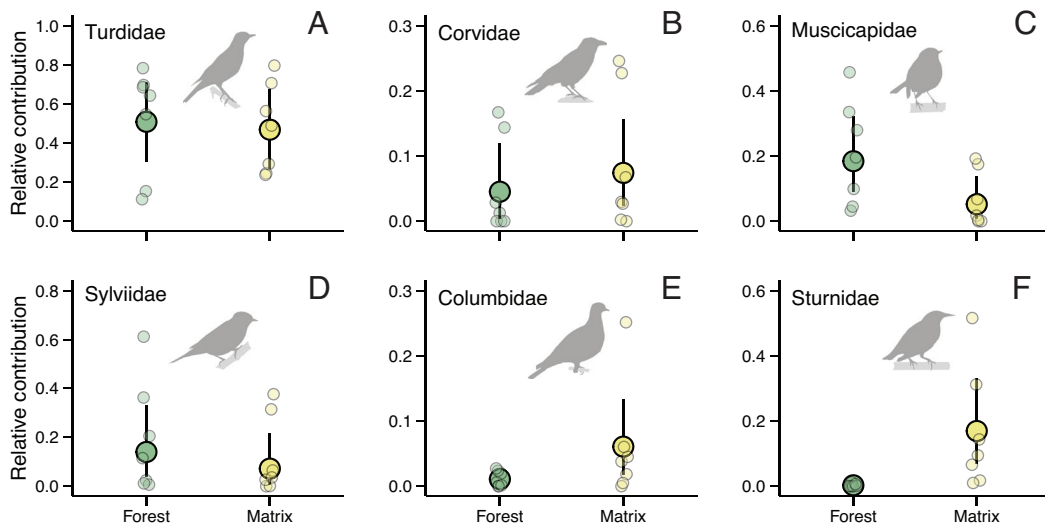 Turdidae A
Relative contribution
1.0
0.8
0.6
0.4
0.2
0.0
Corvidae B
0.3
0.2
0.1
0.0
Muscicapidae C
0.6
0.4
0.2
0.0
Sylviidae D
Relative contribution
0.8
0.6
0.4
0.2
0.0
Forest Matrix
Columbidae E
0.3
0.2
0.1
0.0
Forest Matrix
Sturnidae F
0.6
0.4
0.2
0.0
Forest Matrix